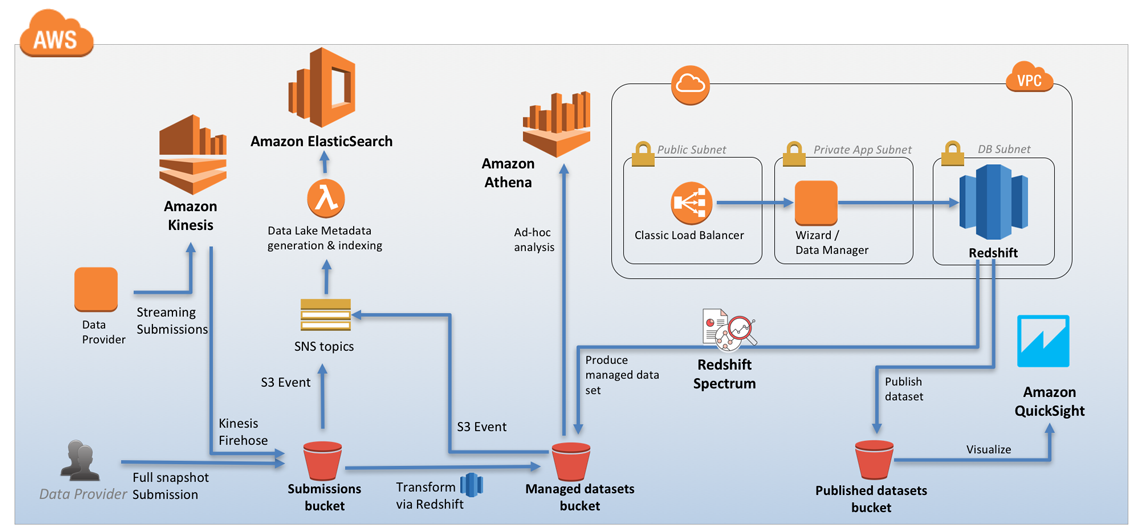 AWS
Amazon ElasticSearch
Amazon
Kinesis
Data Lake Metadata
generation & indexing
Data
Provider
Streaming
Submissions
SNS topics
S3 Event
Kinesis
Firehose
Data Provider
Full snapshot
Submission
Submissions
bucket
Transform
via Redshift
S3 Event
Managed datasets
bucket
Amazon
Athena
Ad-hoc
analysis
VPC
Public Subnet
Classic Load Balancer
Private App Subnet
Wizard /
Data Manager
DB Subnet
Redshift
Produce
managed data
set
Redshift
Spectrum
Publish
dataset
Published datasets
bucket
Visualize
Amazon
QuickSight